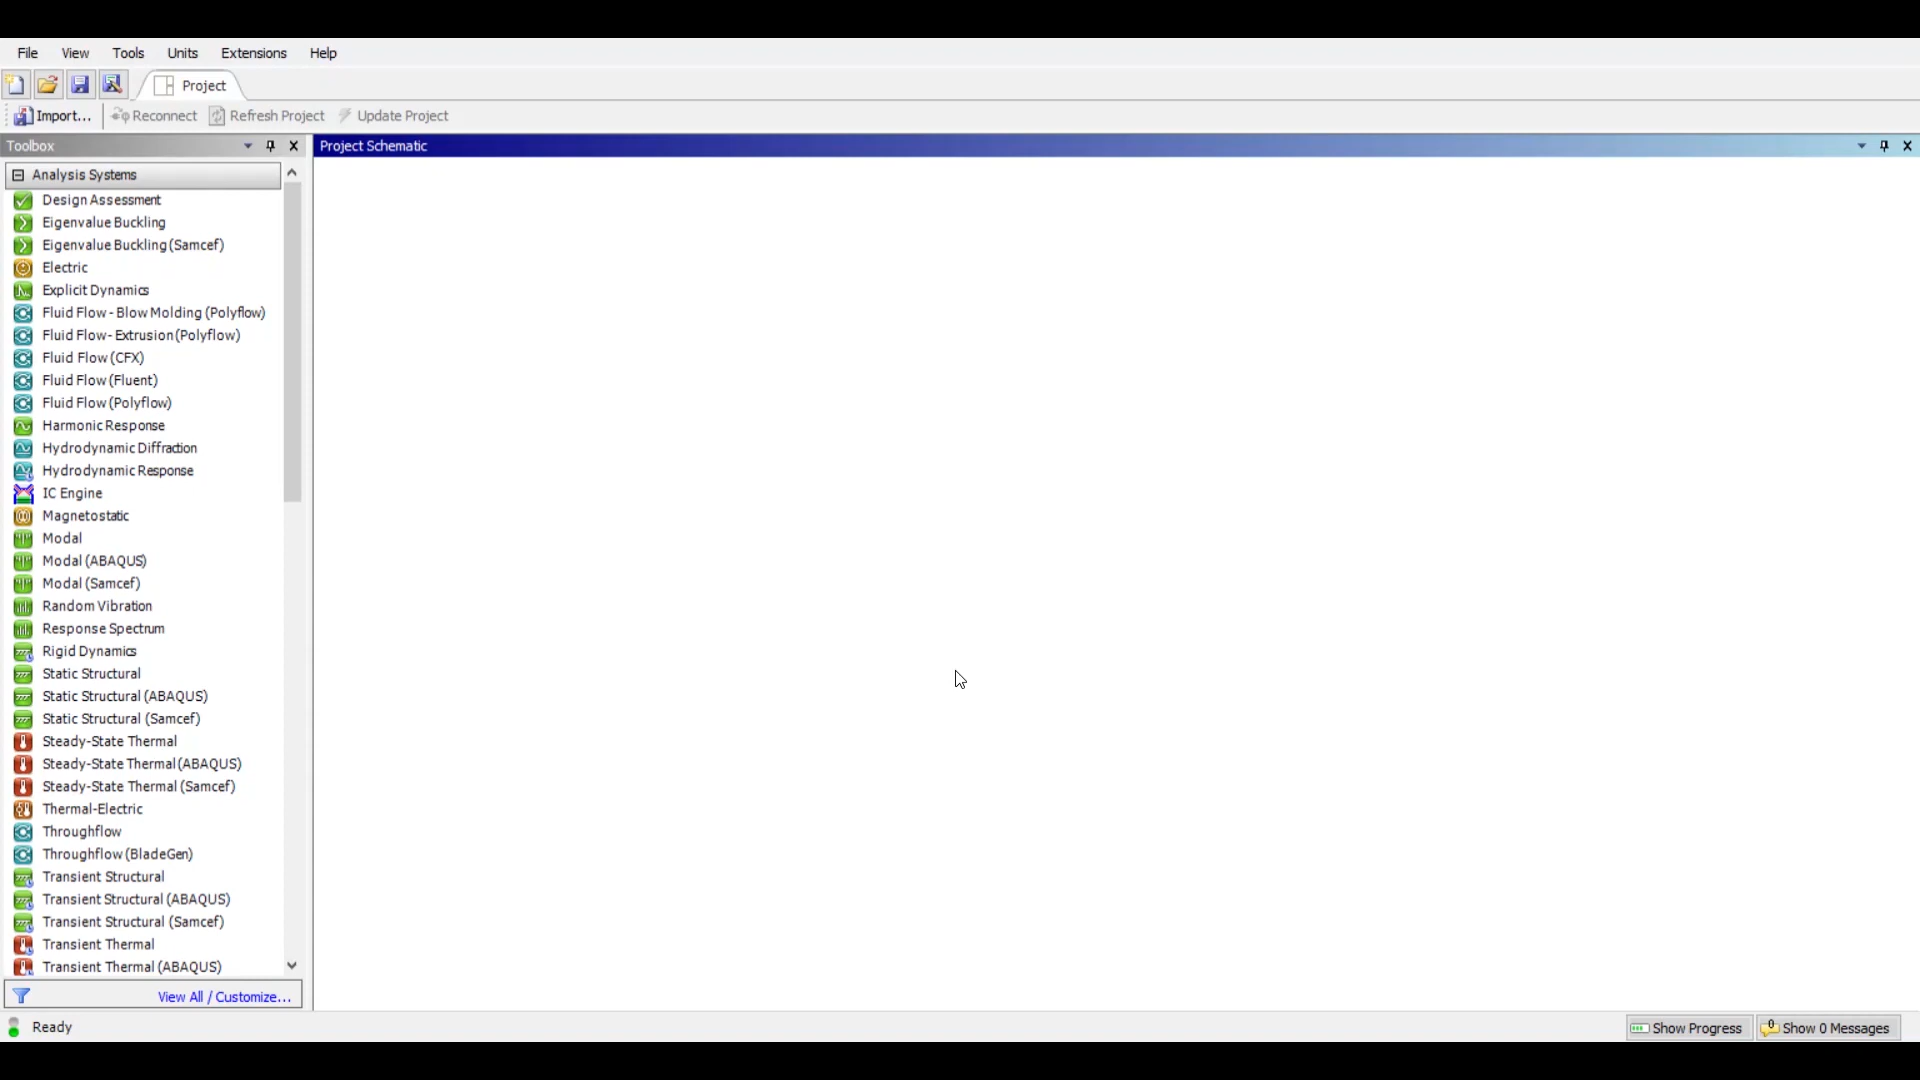 File View Tools Units Extensions Help
Project
Import... Reconnect Refresh Project Update Project
Toolbox
Project Schematic
Analysis Systems
Design Assessment
Eigenvalue Buckling
Eigenvalue Buckling (Samcef)
Electric
Explicit Dynamics
Fluid Flow - Blow Molding (Polyflow)
Fluid Flow - Extrusion (Polyflow)
Fluid Flow (CFX)
Fluid Flow (Fluent)
Fluid Flow (Polyflow)
Harmonic Response
Hydrodynamic Diffraction
Hydrodynamic Response
IC Engine
Magnetostatic
Modal
Modal (ABAQUS)
Modal (Samcef)
Random Vibration
Response Spectrum
Rigid Dynamics
Static Structural
Static Structural (ABAQUS)
Static Structural (Samcef)
Steady-State Thermal
Steady-State Thermal (ABAQUS)
Steady-State Thermal (Samcef)
Thermal-Electric
Throughflow
Throughflow (BladeGen)
Transient Structural
Transient Structural (ABAQUS)
Transient Structural (Samcef)
Transient Thermal
Transient Thermal (ABAQUS)
View All / Customize...
Ready
Show Progress
0 Show 0 Messages